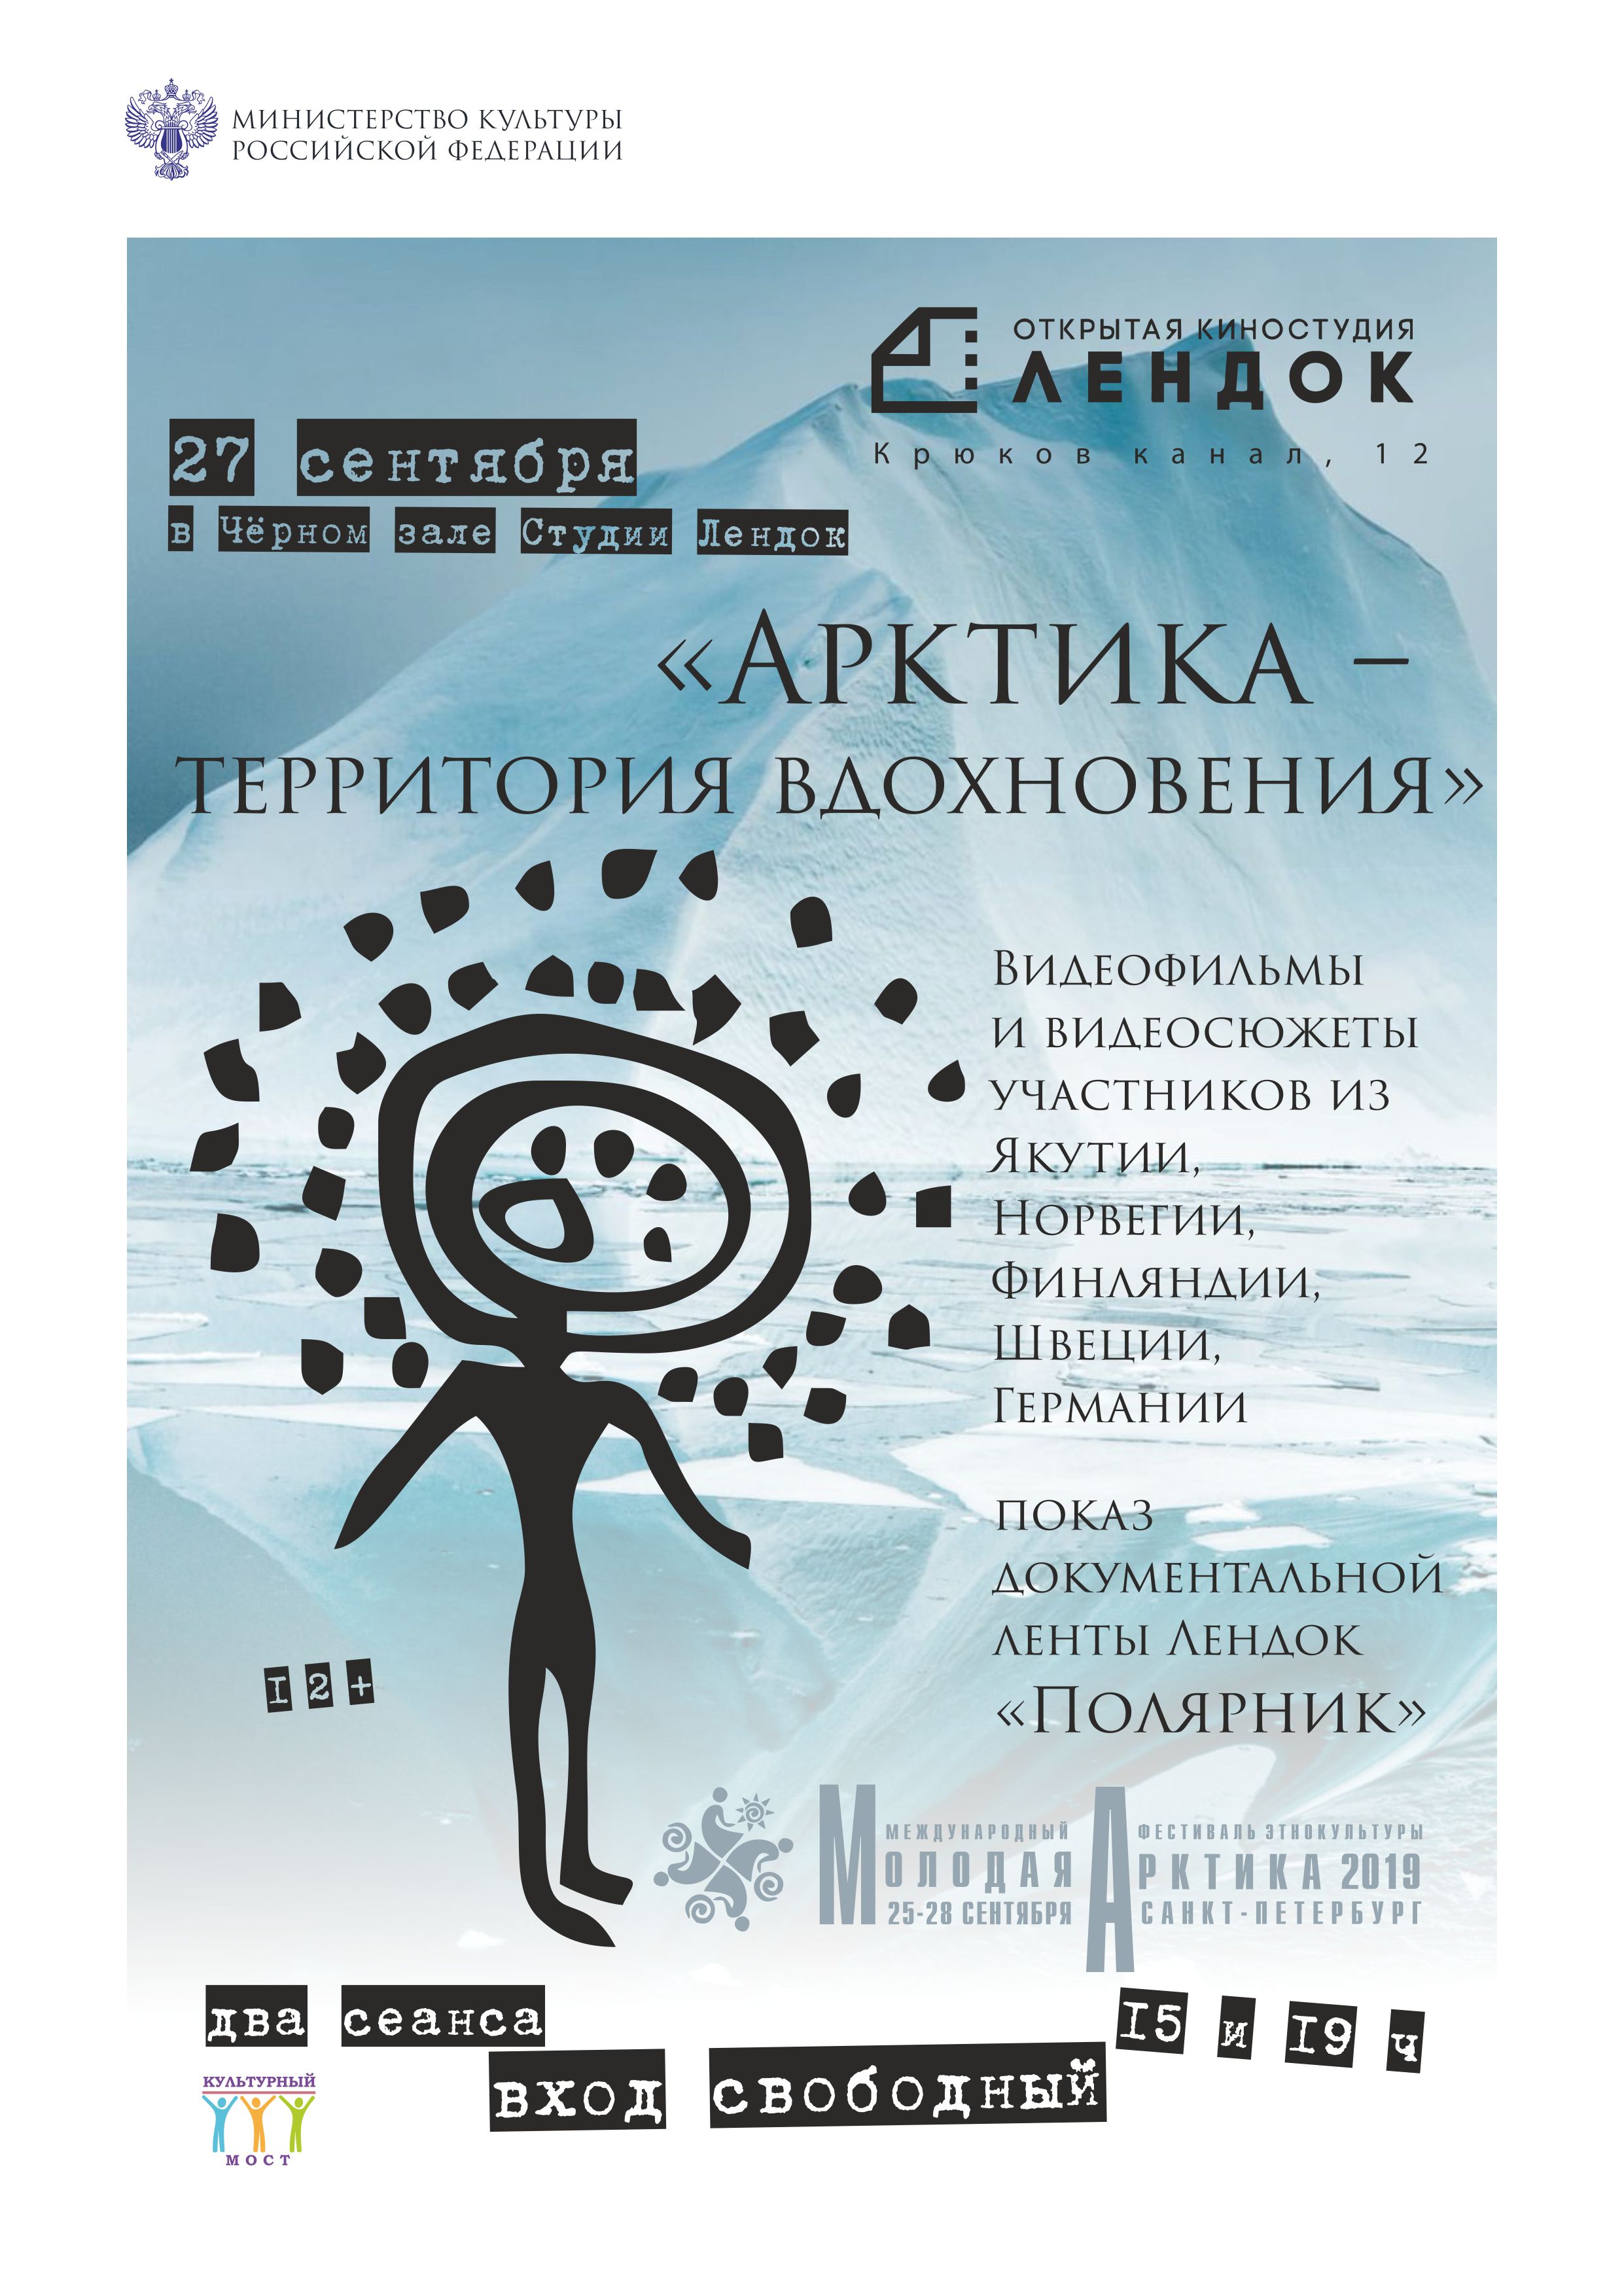 МИНИСТЕРСТВО КУЛЬТУРЫ
РОССИЙСКОЙ ФЕДЕРАЦИИ
ОТКРЫТАЯ КИНОСТУДИЯ
ЛЕНДОК
Крюков канал, 12
27 сентября
в Чёрном зале Студии Лендок
«Арктика –
территория вдохновения»
Видеофильмы
и видеосюжеты
участников из
Якутии,
Норвегии,
Финляндии,
Швеции,
Германии
показ
документальной
ленты Лендок
«Полярник»
12+
МЕЖДУНАРОДНЫЙ ФЕСТИВАЛЬ ЭТНОКУЛЬТУРЫ
МОЛОДАЯ АРКТИКА 2019
25-28 СЕНТЯБРЯ САНКТ-ПЕТЕРБУРГ
два сеанса 15 и 19 ч
вход свободный
КУЛЬТУРНЫЙ
МОСТ